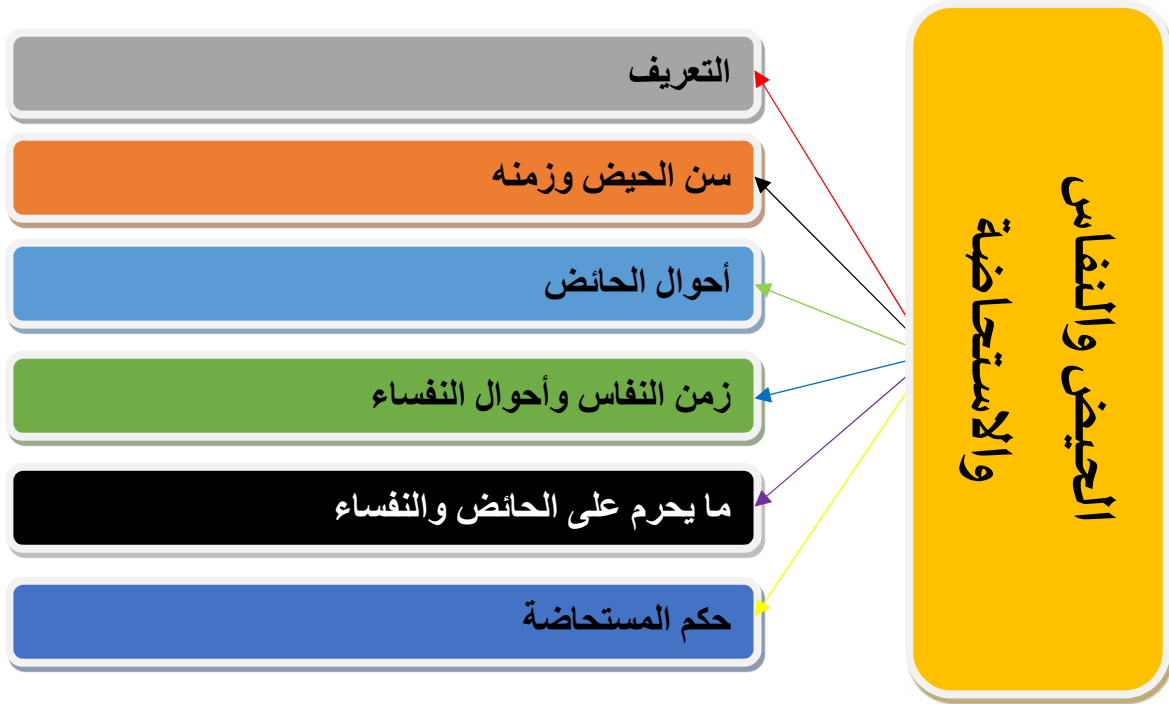 الحيض والنفاس
والاستحاضة
التعريف
سن الحيض وزمنه
أحوال الحائض
زمن النفاس وأحوال النفساء
ما يحرم على الحائض والنفساء
حكم المستحاضة